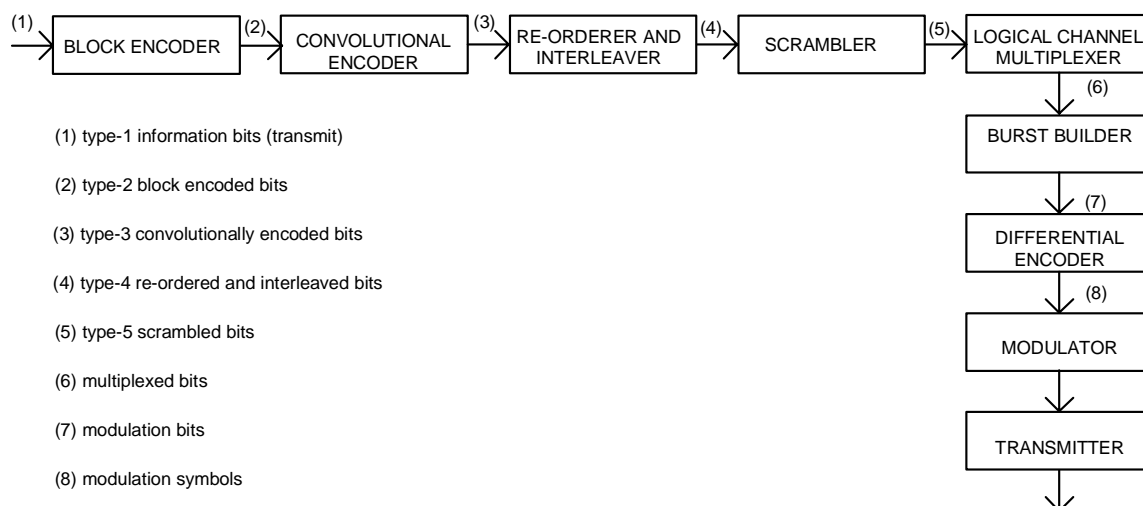 (1)
BLOCK ENCODER
(2)
CONVOLUTIONAL
ENCODER
(3)
RE-ORDERER AND
INTERLEAVER
(4)
SCRAMBLER
(5)
LOGICAL CHANNEL
MULTIPLEXER
(6)
BURST BUILDER
(7)
DIFFERENTIAL
ENCODER
(8)
MODULATOR
TRANSMITTER
(1) type-1 information bits (transmit)
(2) type-2 block encoded bits
(3) type-3 convolutionally encoded bits
(4) type-4 re-ordered and interleaved bits
(5) type-5 scrambled bits
(6) multiplexed bits
(7) modulation bits
(8) modulation symbols